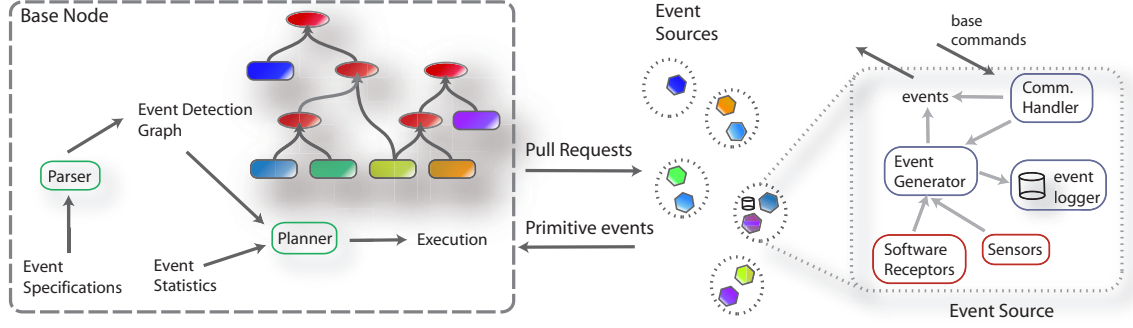 Base Node
Event Detection
Graph
Parser
Planner
Execution
Event
Specifications
Event
Statistics
Event
Sources
Pull Requests
Primitive events
base
commands
events
Comm.
Handler
Event
Generator
event
logger
Software
Receptors
Sensors
Event Source